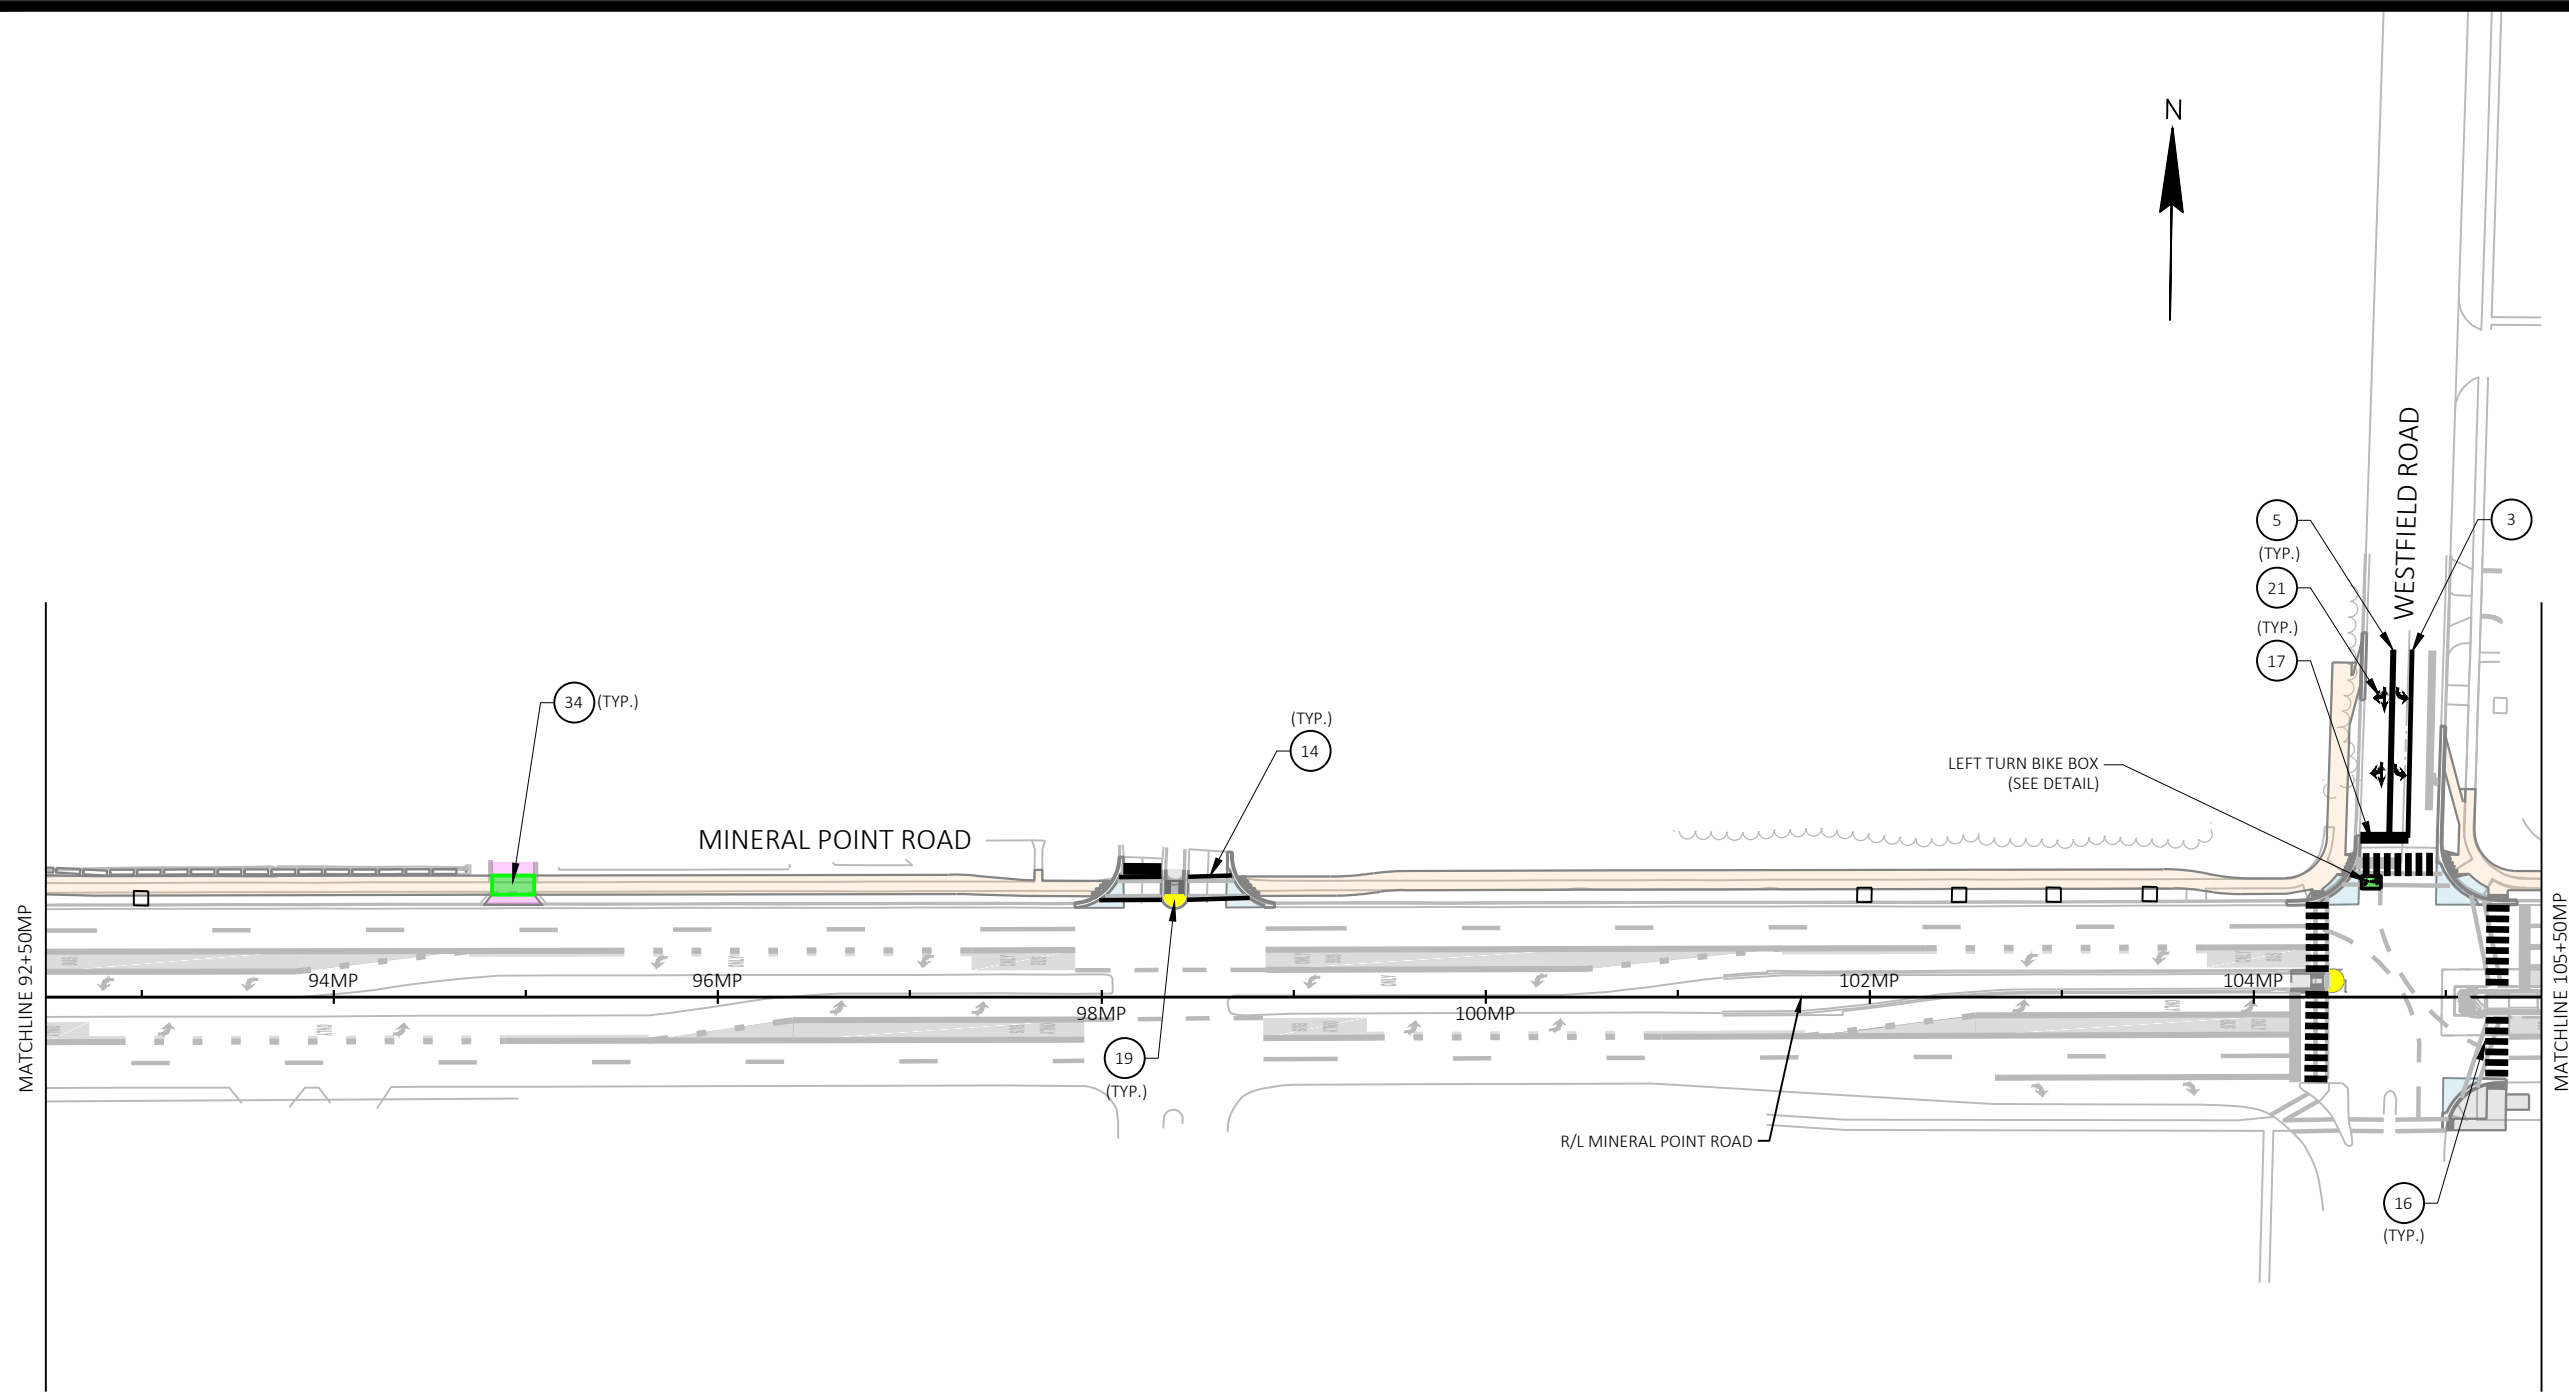 N
WESTFIELD ROAD
5
(TYP.)
3
21
(TYP.)
17
34 (TYP.)
(TYP.)
14
LEFT TURN BIKE BOX
(SEE DETAIL)
MINERAL POINT ROAD
MATCHLINE 92+50MP
MATCHLINE 105+50MP
94MP
96MP
98MP
100MP
102MP
104MP
19
(TYP.)
R/L MINERAL POINT ROAD
16
(TYP.)